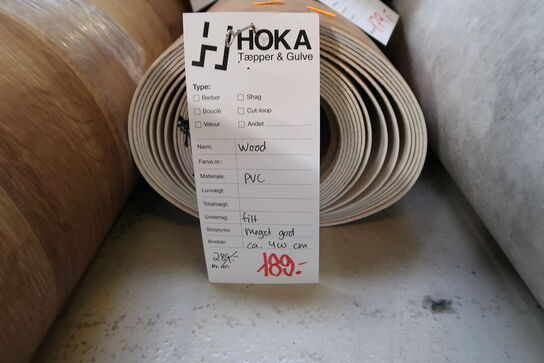 HOKA
Tæpper & Gulve
Type:
Berber Shag
Bouclé Cut-loop
Velour Andet
Navn: Wood
Farve nr.:
Materiale: PVC
Luvvægt:
Totalvægt:
Underlag: filt
Slidstyrke: Meget god
Bredde: ca. 400 cm
289.-
Pr. m². 189.-